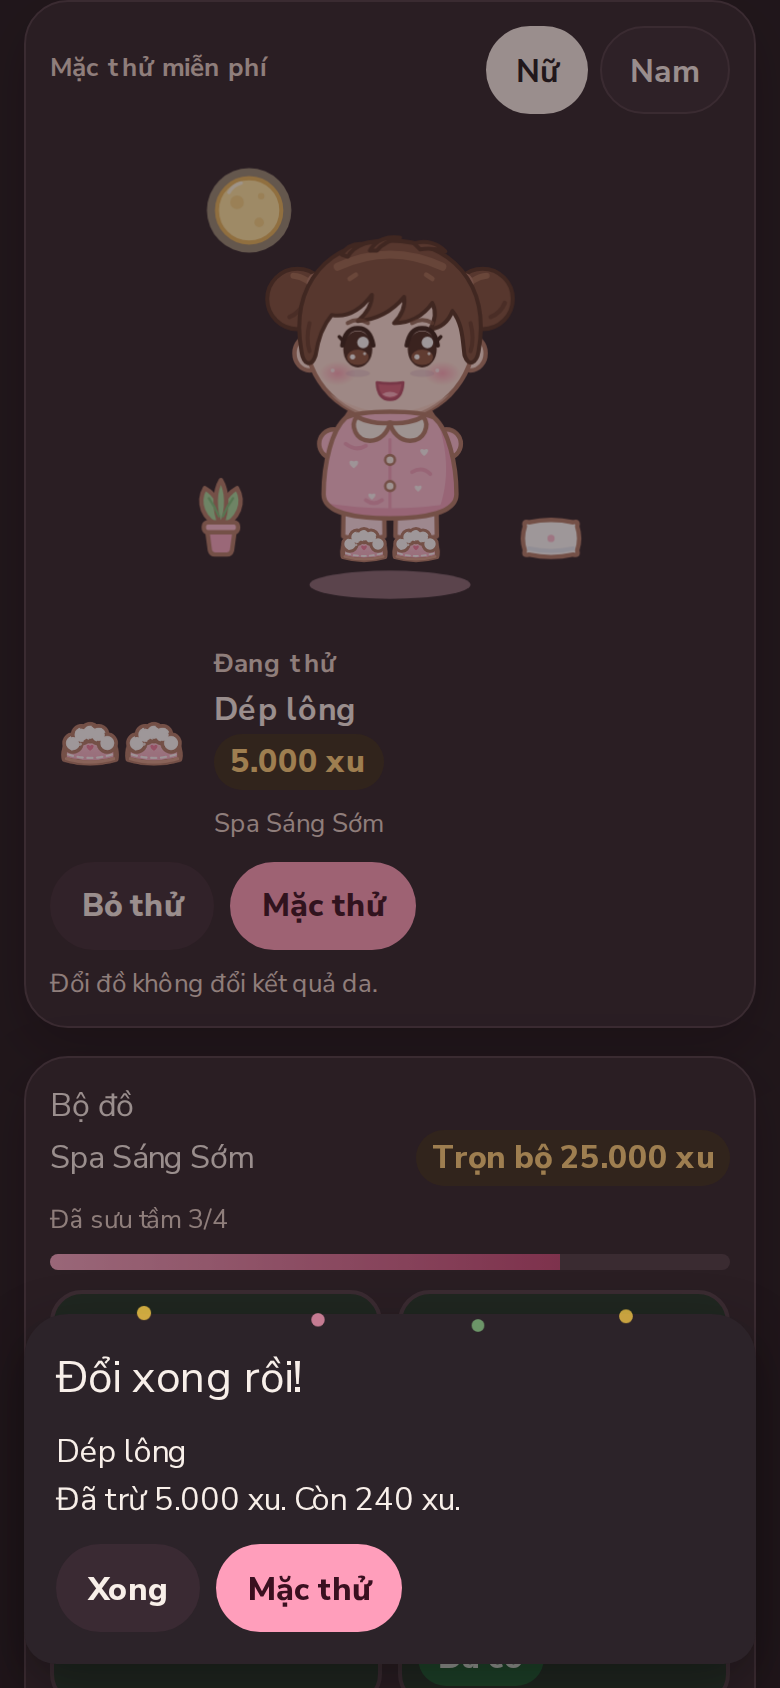 Mặc thử miễn phí
Nữ
Nam
Đang thử
Dép lông
5.000 xu
Spa Sáng Sớm
Bỏ thử
Mặc thử
Đổi đồ không đổi kết quả da.
Bộ đồ
Spa Sáng Sớm
Trọn bộ 25.000 xu
Đã sưu tầm 3/4
Đổi xong rồi!
Dép lông
Đã trừ 5.000 xu. Còn 240 xu.
Xong
Mặc thử